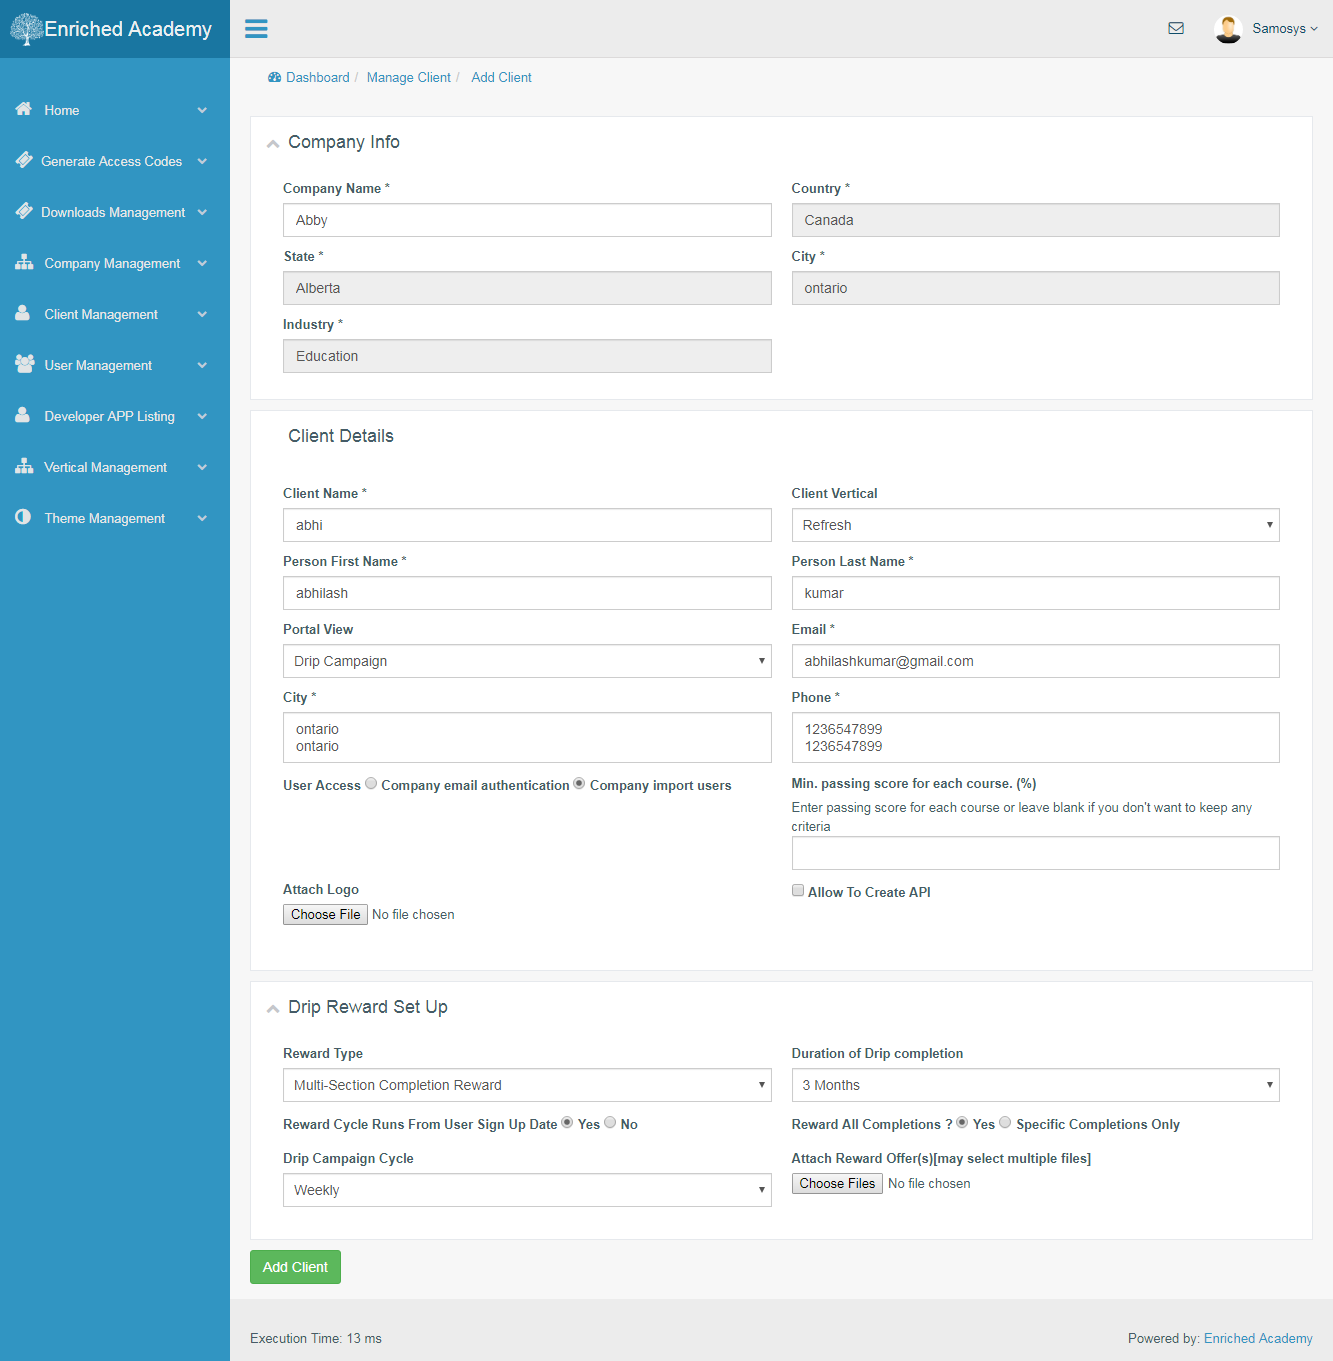 Enriched Academy
Samosys
Home
Generate Access Codes
Downloads Management
Company Management
Client Management
User Management
Developer APP Listing
Vertical Management
Theme Management
Dashboard / Manage Client / Add Client
Company Info
Company Name *
Abby
Country *
Canada
State *
Alberta
City *
ontario
Industry *
Education
Client Details
Client Name *
abhi
Client Vertical
Refresh
Person First Name *
abhilash
Person Last Name *
kumar
Portal View
Drip Campaign
Email *
abhilashkumar@gmail.com
City *
ontario
ontario
Phone *
1236547899
1236547899
User Access Company email authentication Company import users
Min. passing score for each course. (%)
Enter passing score for each course or leave blank if you don't want to keep any
criteria
Attach Logo
Choose File No file chosen
Allow To Create API
Drip Reward Set Up
Reward Type
Multi-Section Completion Reward
Duration of Drip completion
3 Months
Reward Cycle Runs From User Sign Up Date Yes No
Reward All Completions ? Yes Specific Completions Only
Drip Campaign Cycle
Weekly
Attach Reward Offer(s)[may select multiple files]
Choose Files No file chosen
Add Client
Execution Time: 13 ms
Powered by: Enriched Academy